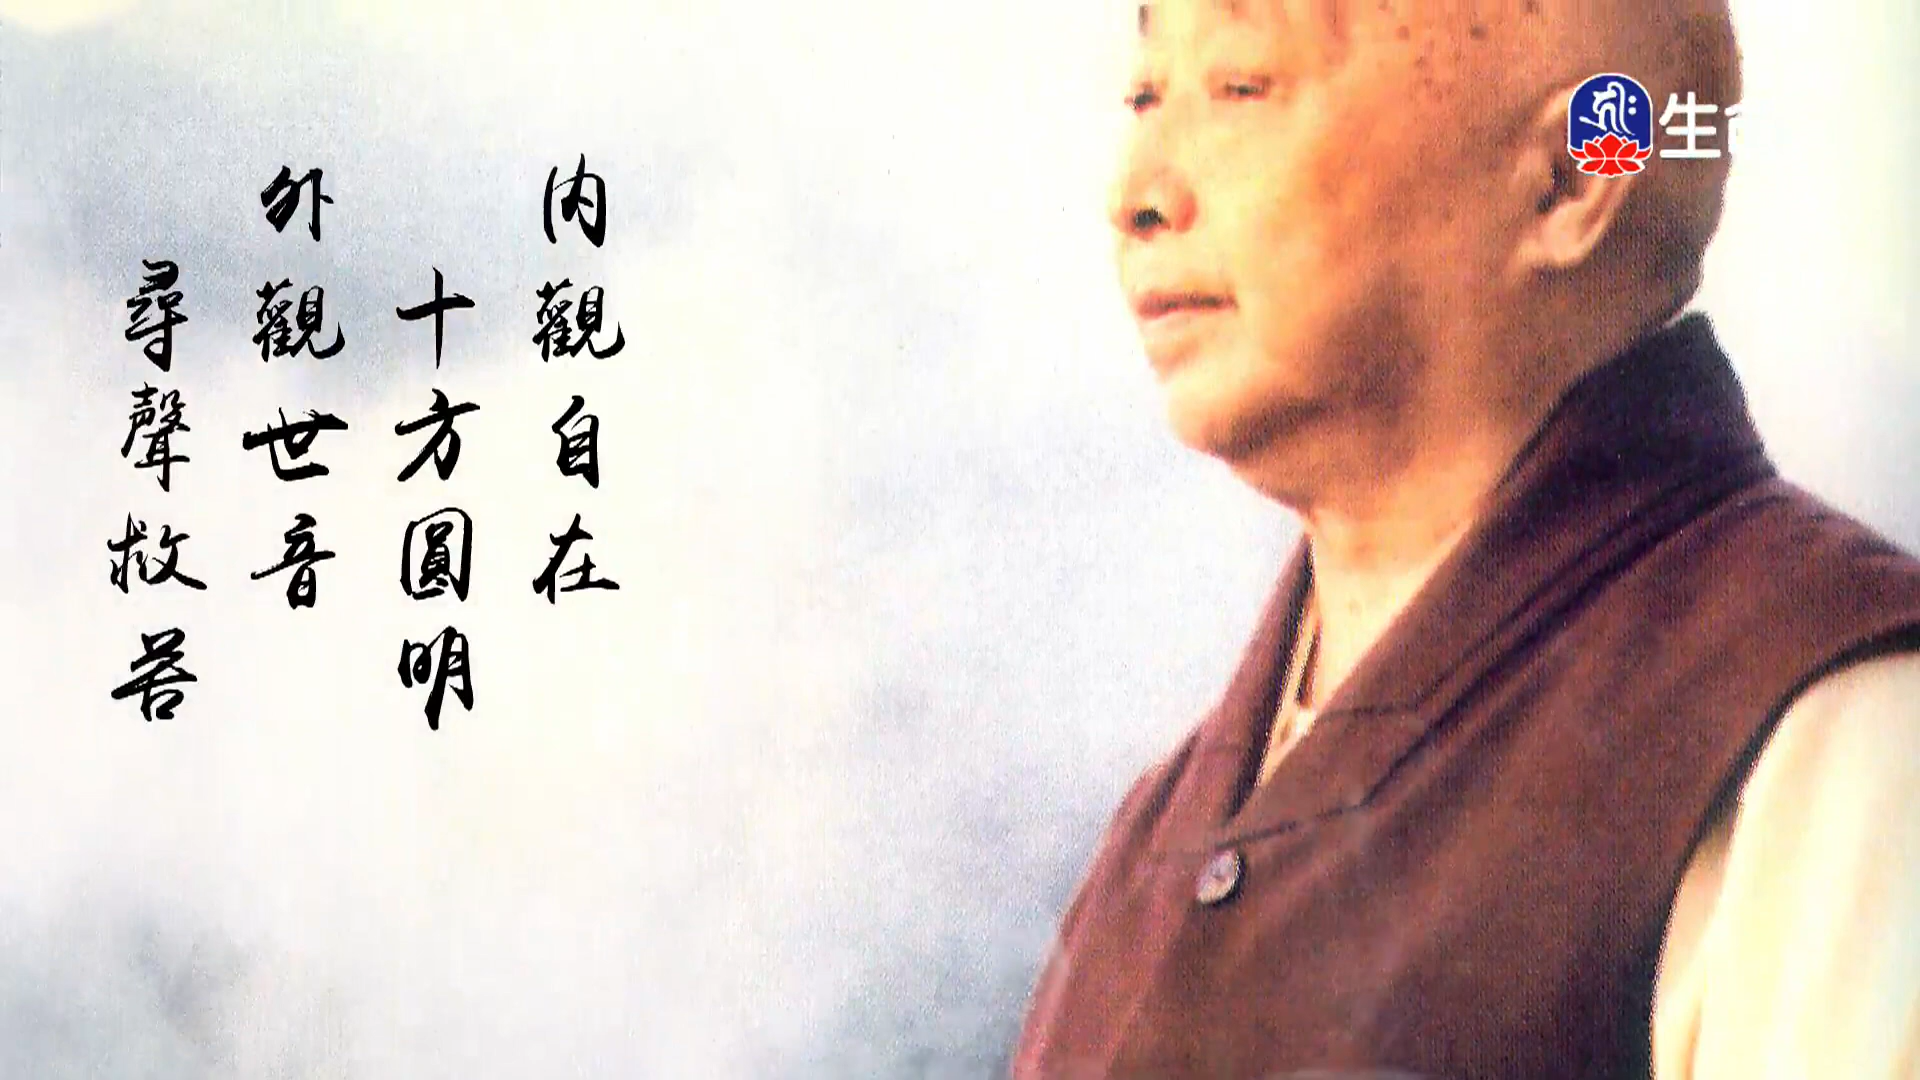 內觀自在
十方圓明
外觀世音
尋聲救苦
生